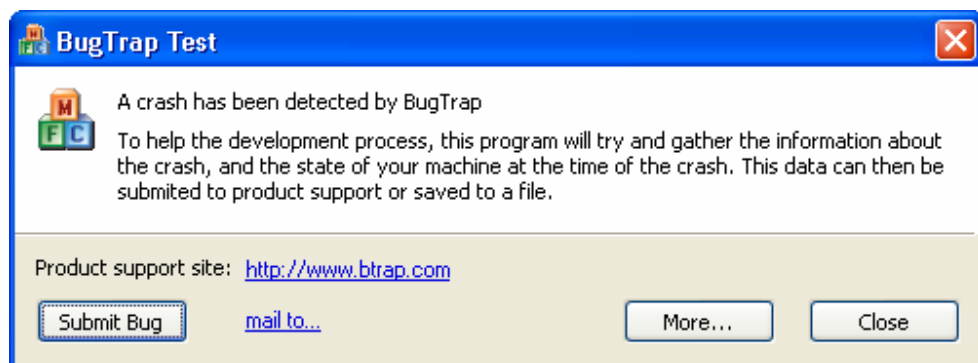 BugTrap Test
M
F C
A crash has been detected by BugTrap
To help the development process, this program will try and gather the information about
the crash, and the state of your machine at the time of the crash. This data can then be
submited to product support or saved to a file.
Product support site: http://www.btrap.com
Submit Bug mail to... More... Close